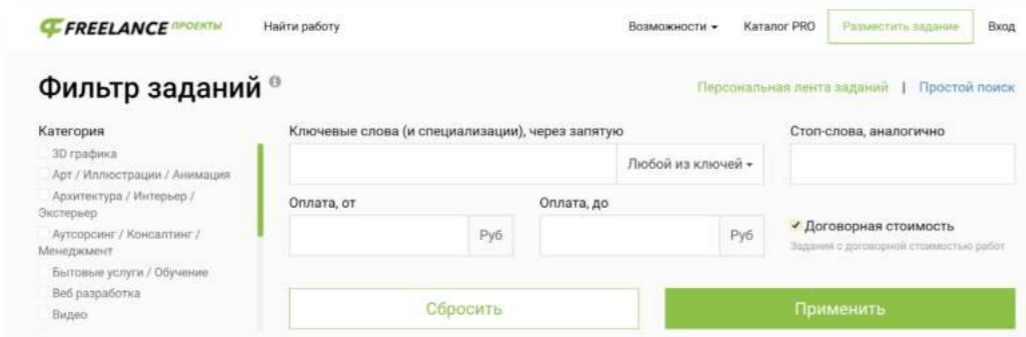 FREELANCE ПРОЕКТЫ
Найти работу
Возможности
Каталог PRO
Разместить задание
Вход
Фильтр заданий
Персональная лента заданий | Простой поиск
Категория
3D графика
Арт / Иллюстрации / Анимация
Архитектура / Интерьер /
Экстерьер
Аутсорсинг / Консалтинг /
Менеджмент
Бытовые услуги / Обучение
Веб разработка
Видео
Ключевые слова (и специализации), через запятую
Любой из ключей
Стоп-слова, аналогично
Оплата, от
Руб
Оплата, до
Руб
Договорная стоимость
Задания с договорной стоимостью работ
Сбросить
Применить